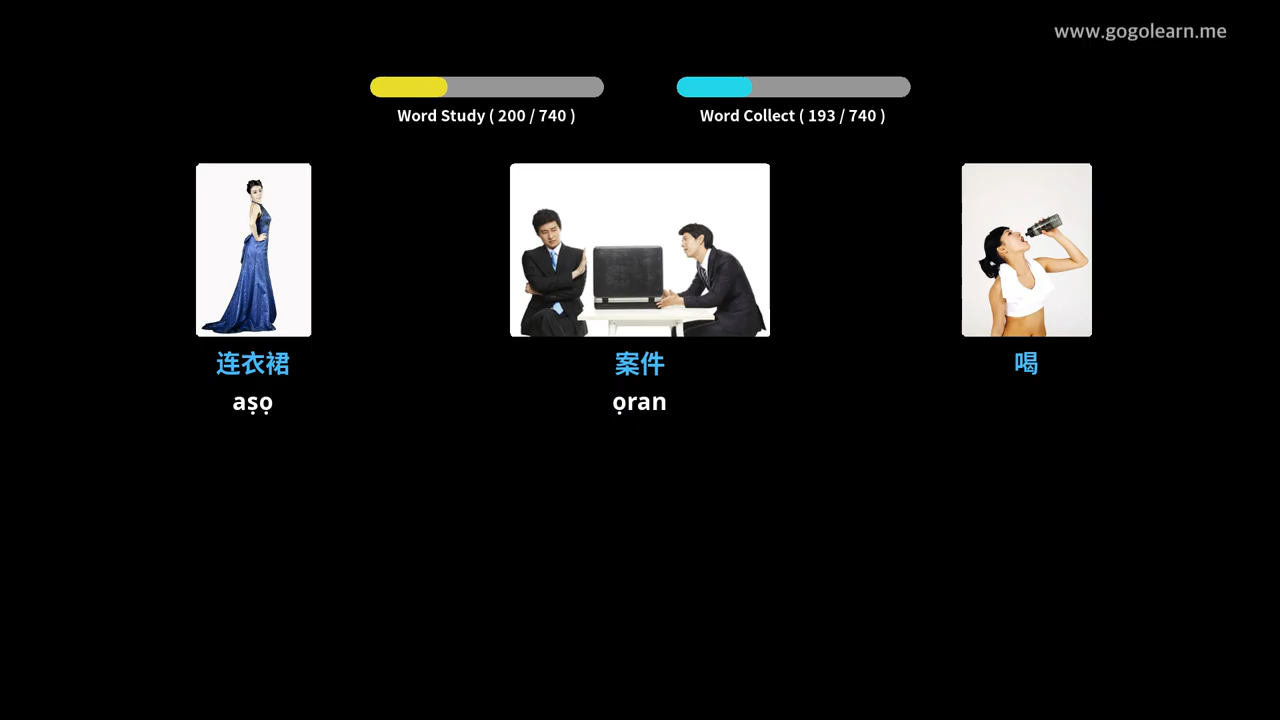 www.gogolearn.me
Word Study ( 200 / 740 )
Word Collect ( 193 / 740 )
连衣裙
aṣọ
案件
ọran
喝